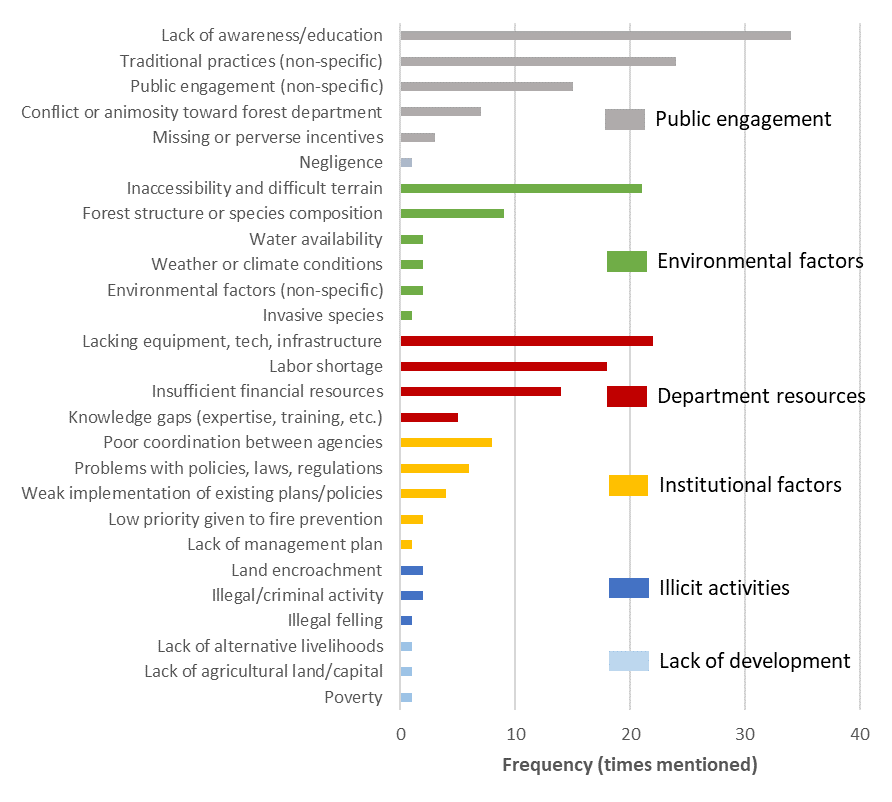 Lack of awareness/education
Traditional practices (non-specific)
Public engagement (non-specific)
Conflict or animosity toward forest department
Missing or perverse incentives
Negligence
Inaccessibility and difficult terrain
Forest structure or species composition
Water availability
Weather or climate conditions
Environmental factors (non-specific)
Invasive species
Lacking equipment, tech, infrastructure
Labor shortage
Insufficient financial resources
Knowledge gaps (expertise, training, etc.)
Poor coordination between agencies
Problems with policies, laws, regulations
Weak implementation of existing plans/policies
Low priority given to fire prevention
Lack of management plan
Land encroachment
Illegal/criminal activity
Illegal felling
Lack of alternative livelihoods
Lack of agricultural land/capital
Poverty
Public engagement
Environmental factors
Department resources
Institutional factors
Illicit activities
Lack of development
0 10 20 30 40
Frequency (times mentioned)